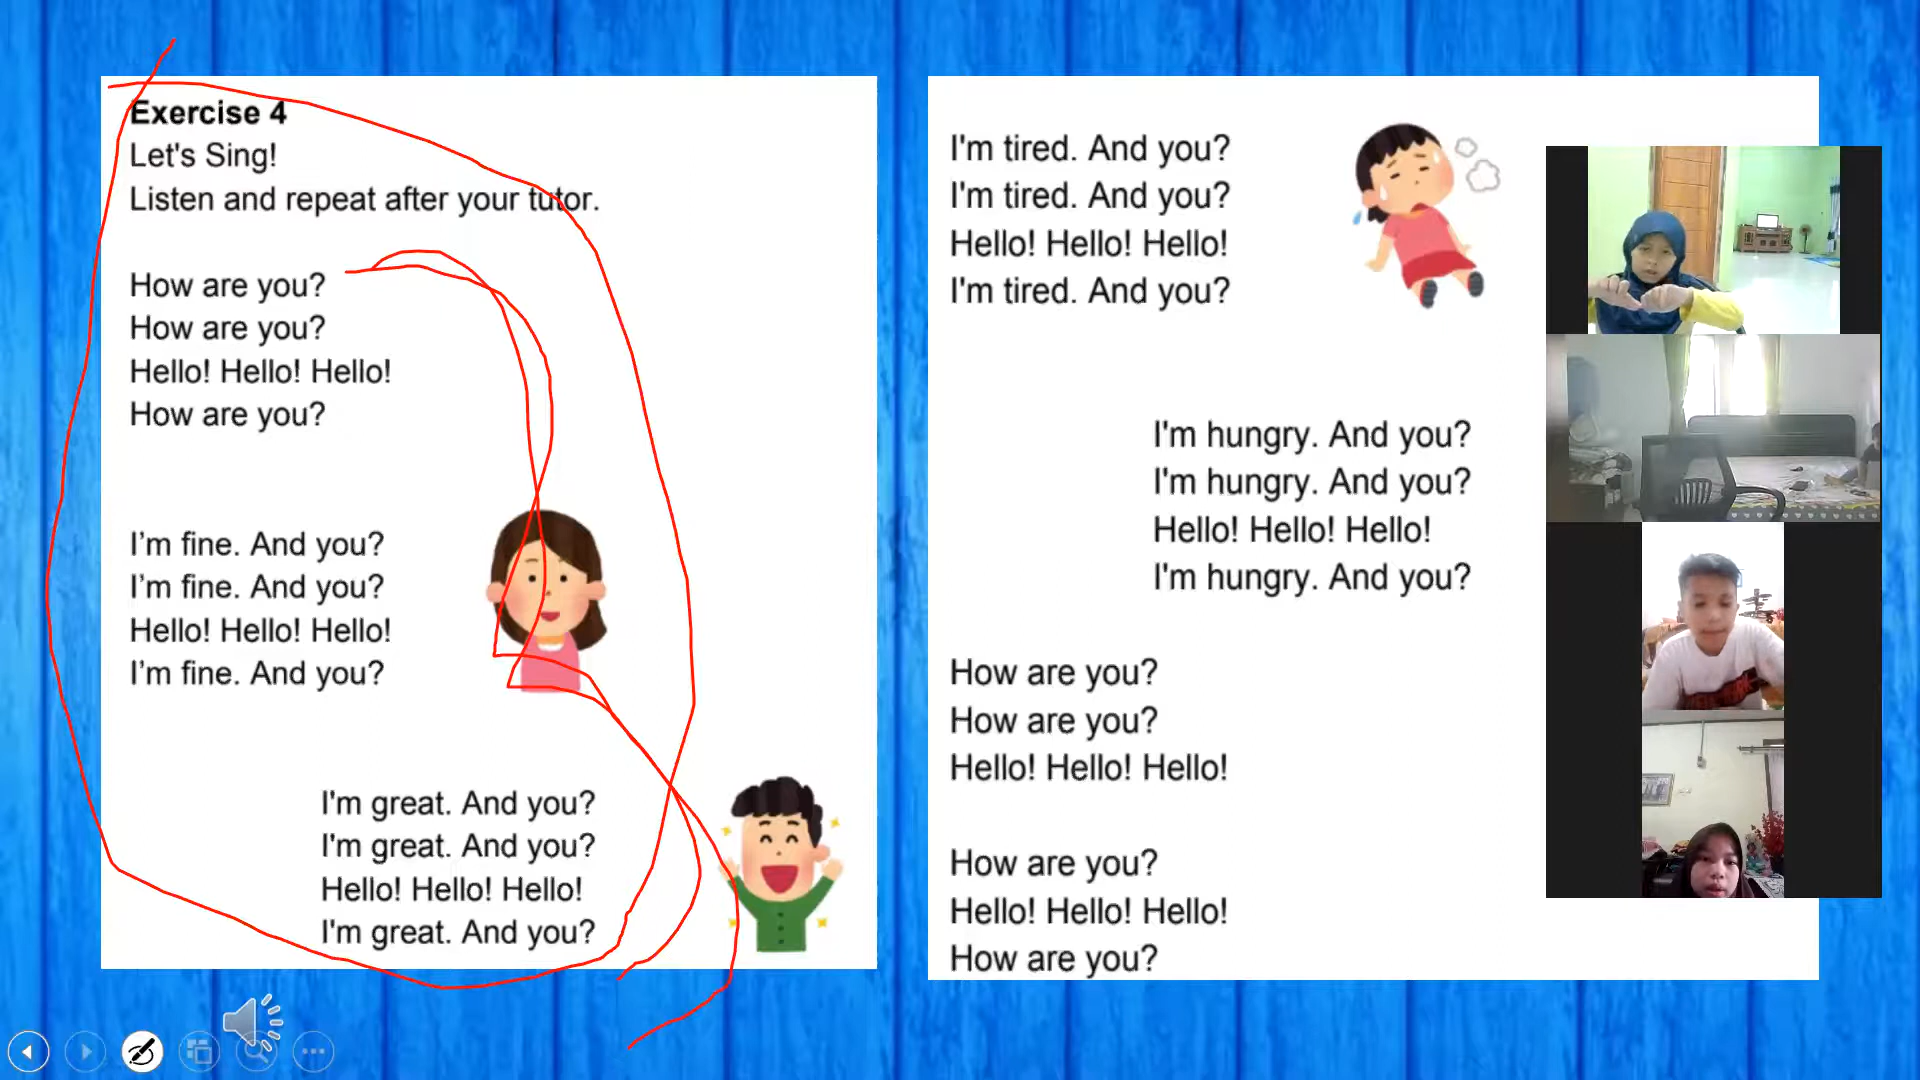 Exercise 4
Let's Sing!
Listen and repeat after your tutor.
How are you?
How are you?
Hello! Hello! Hello!
How are you?
I'm fine. And you?
I'm fine. And you?
Hello! Hello! Hello!
I'm fine. And you?
I'm great. And you?
I'm great. And you?
Hello! Hello! Hello!
I'm great. And you?
I'm tired. And you?
I'm tired. And you?
Hello! Hello! Hello!
I'm tired. And you?
I'm hungry. And you?
I'm hungry. And you?
Hello! Hello! Hello!
I'm hungry. And you?
How are you?
How are you?
Hello! Hello! Hello!
How are you?
Hello! Hello! Hello!
How are you?